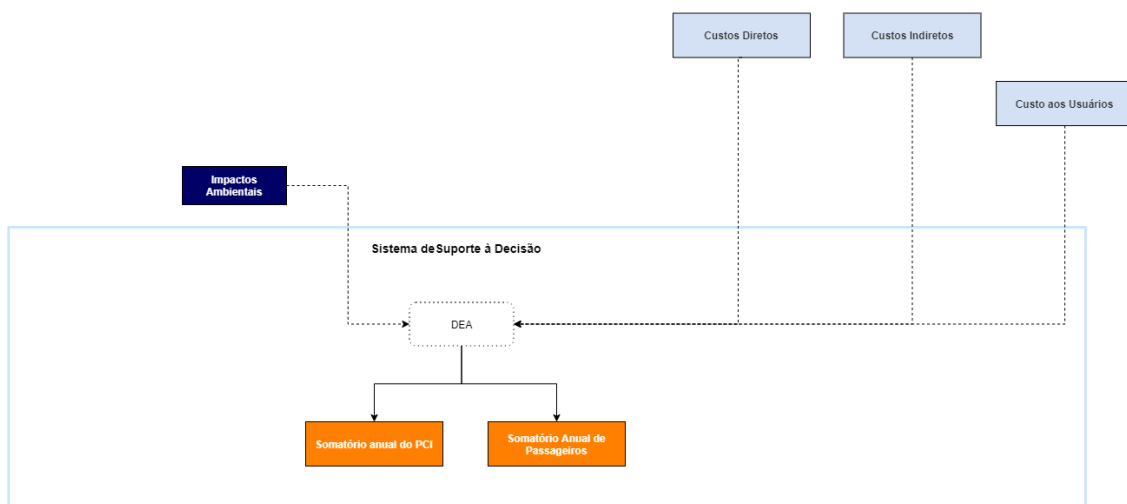 Custos Diretos
Custos Indiretos
Custo aos Usuários
Impactos
Ambientais
Sistema deSuporte à Decisão
DEA
Somatório anual do PCI
Somatório Anual de
Passageiros